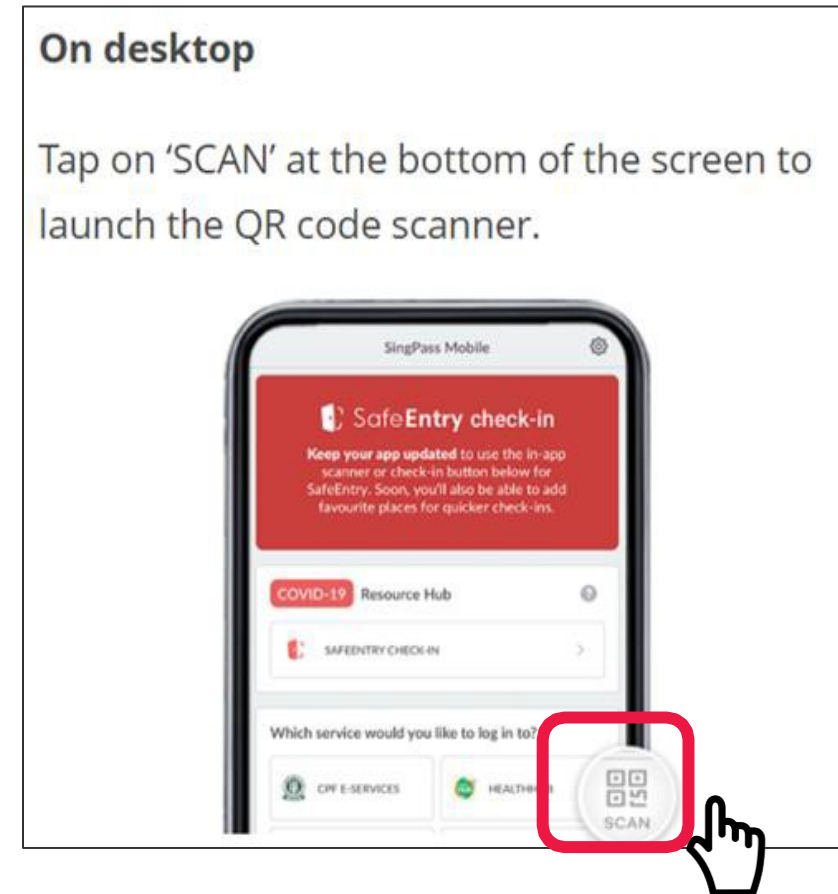 On desktop
Tap on ‘SCAN’ at the bottom of the screen to
launch the QR code scanner.
SingPass Mobile
SafeEntry check-in
Keep your app updated to use the in-app
scanner or check-in button below for
SafeEntry. Soon, you'll also be able to add
favourite places for quicker check-ins.
COVID-19 Resource Hub
SAFEENTRY CHECK-IN
Which service would you like to log in to?
CPF E-SERVICES
SCAN